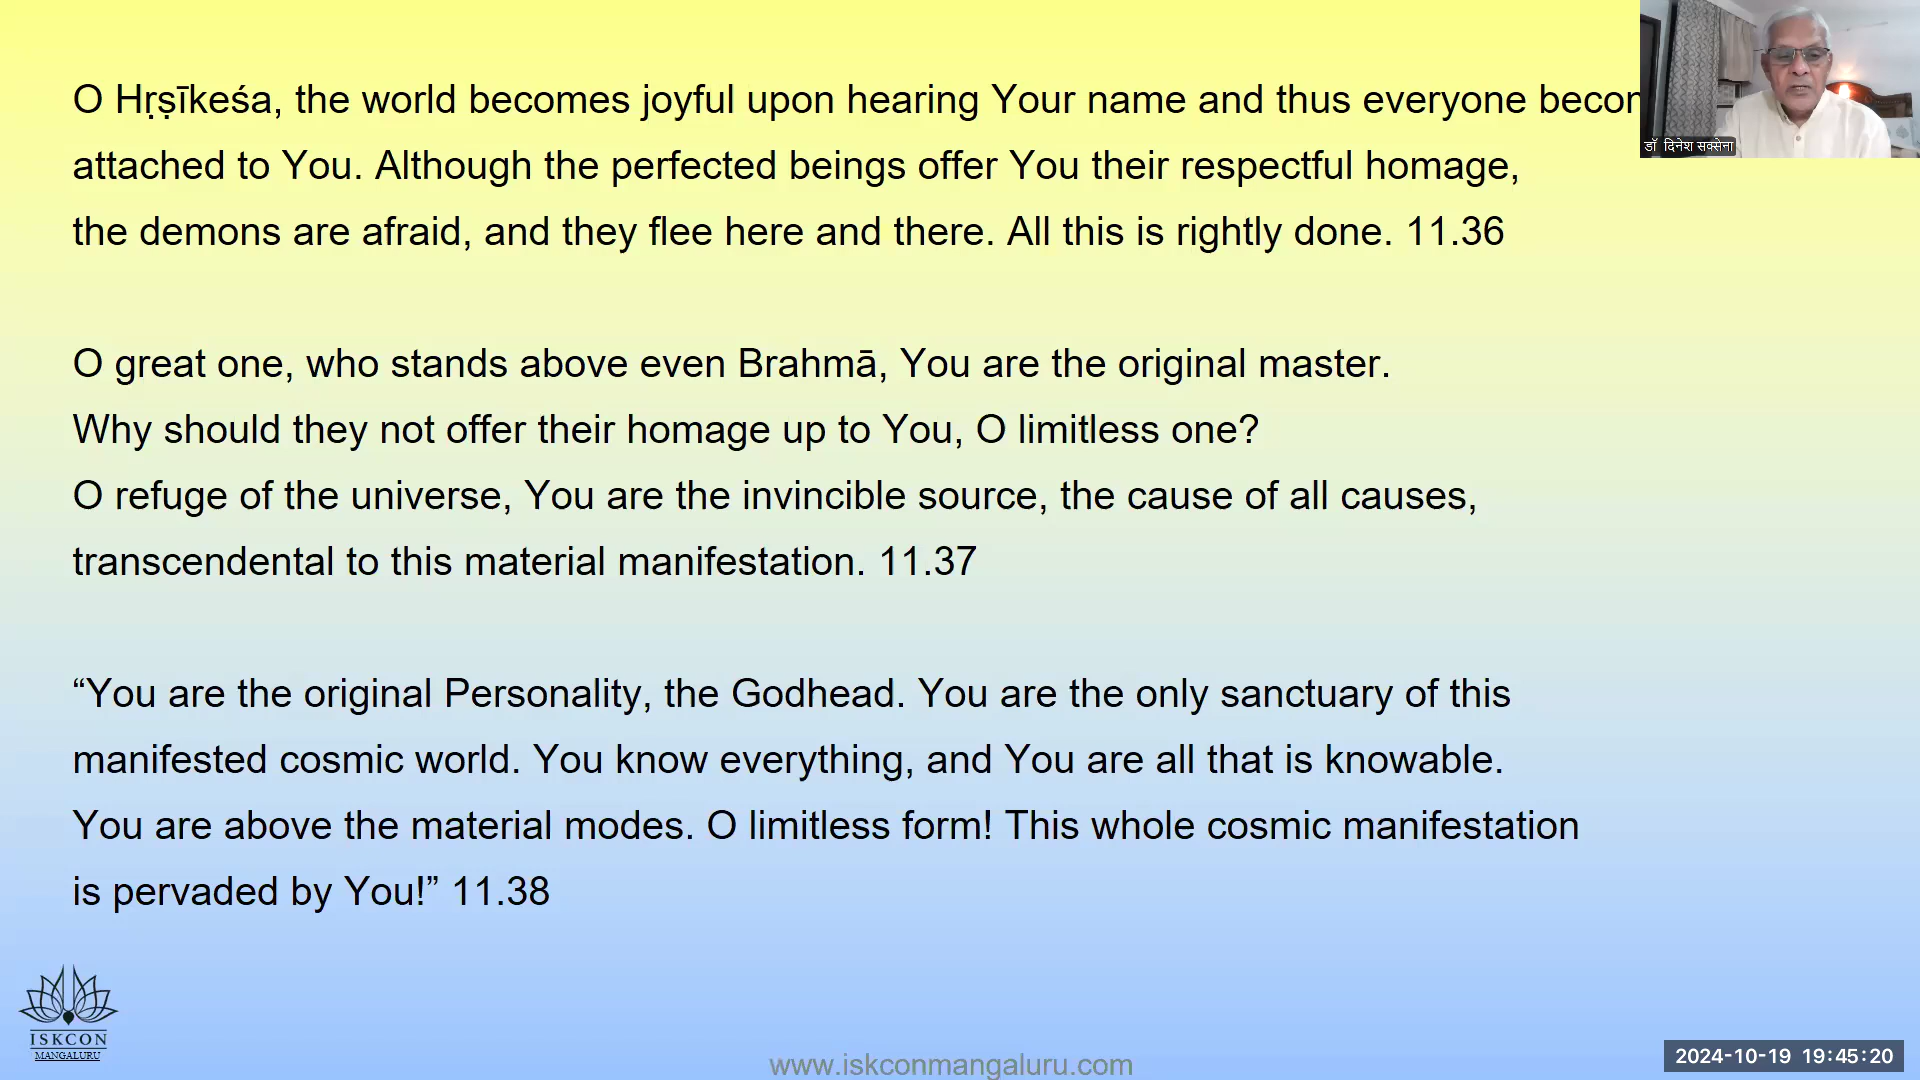 O Hṛṣīkeśa, the world becomes joyful upon hearing Your name and thus everyone
attached to You. Although the perfected beings offer You their respectful homage,
the demons are afraid, and they flee here and there. All this is rightly done. 11.36
O great one, who stands above even Brahmā, You are the original master.
Why should they not offer their homage up to You, O limitless one?
O refuge of the universe, You are the invincible source, the cause of all causes,
transcendental to this material manifestation. 11.37
“You are the original Personality, the Godhead. You are the only sanctuary of this
manifested cosmic world. You know everything, and You are all that is knowable.
You are above the material modes. O limitless form! This whole cosmic manifestation
is pervaded by You!” 11.38
डॉ दिनेश सक्सेना
ISKCON
MANGALURU
www.iskconmangaluru.com
2024-10-19 19:45:20